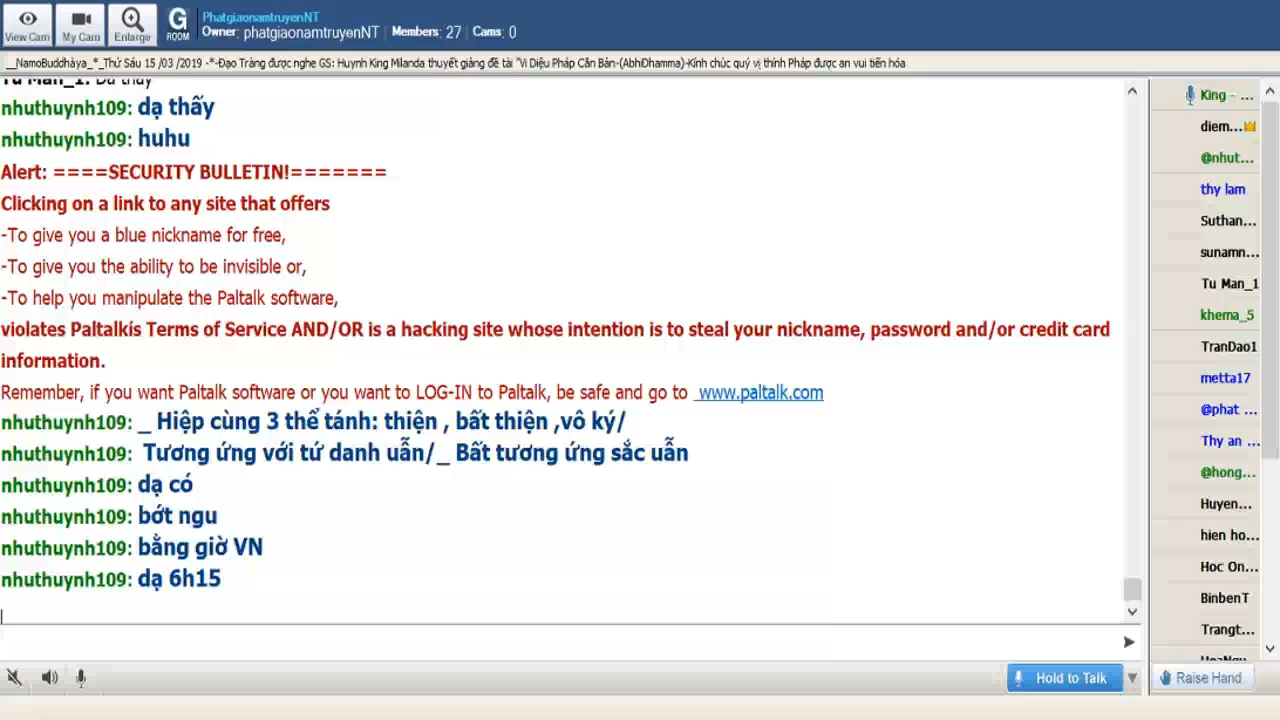 View Cam
My Cam
Enlarge
G
ROOM
PhatgiaonamtruyenNT
Owner: phatgiaonamtruyenNT Members: 27 Cams: 0
__NamoBuddhàya_*_Thứ Sáu 15 /03 /2019 -*-Đạo Tràng được nghe GS: Huynh King Milanda thuyết giảng đề tài "Vi Diệu Pháp Căn Bản-(AbhiDhamma)-Kính chúc quý vị thính Pháp được an vui tiến hóa
Tu Man_1: Dạ thấy
nhuthuynh109: dạ thấy
nhuthuynh109: huhu
Alert: ====SECURITY BULLETIN!=======
Clicking on a link to any site that offers
-To give you a blue nickname for free,
-To give you the ability to be invisible or,
-To help you manipulate the Paltalk software,
violates Paltalkís Terms of Service AND/OR is a hacking site whose intention is to steal your nickname, password and/or credit card
information.
Remember, if you want Paltalk software or you want to LOG-IN to Paltalk, be safe and go to www.paltalk.com
nhuthuynh109: _ Hiệp cùng 3 thể tánh: thiện , bất thiện ,vô ký/
nhuthuynh109: Tương ứng với tứ danh uẫn/_ Bất tương ứng sắc uẫn
nhuthuynh109: dạ có
nhuthuynh109: bớt ngu
nhuthuynh109: bằng giờ VN
nhuthuynh109: dạ 6h15
King - ...
diem...
@nhut...
thy lam
Suthan...
sunamn...
Tu Man_1
khema_5
TranDao1
metta17
@phat ...
Thy an ...
@hong...
Huyen...
hien ho...
Hoc On...
BinbenT
Trangt...
HoaNgu...
Hold to Talk
Raise Hand